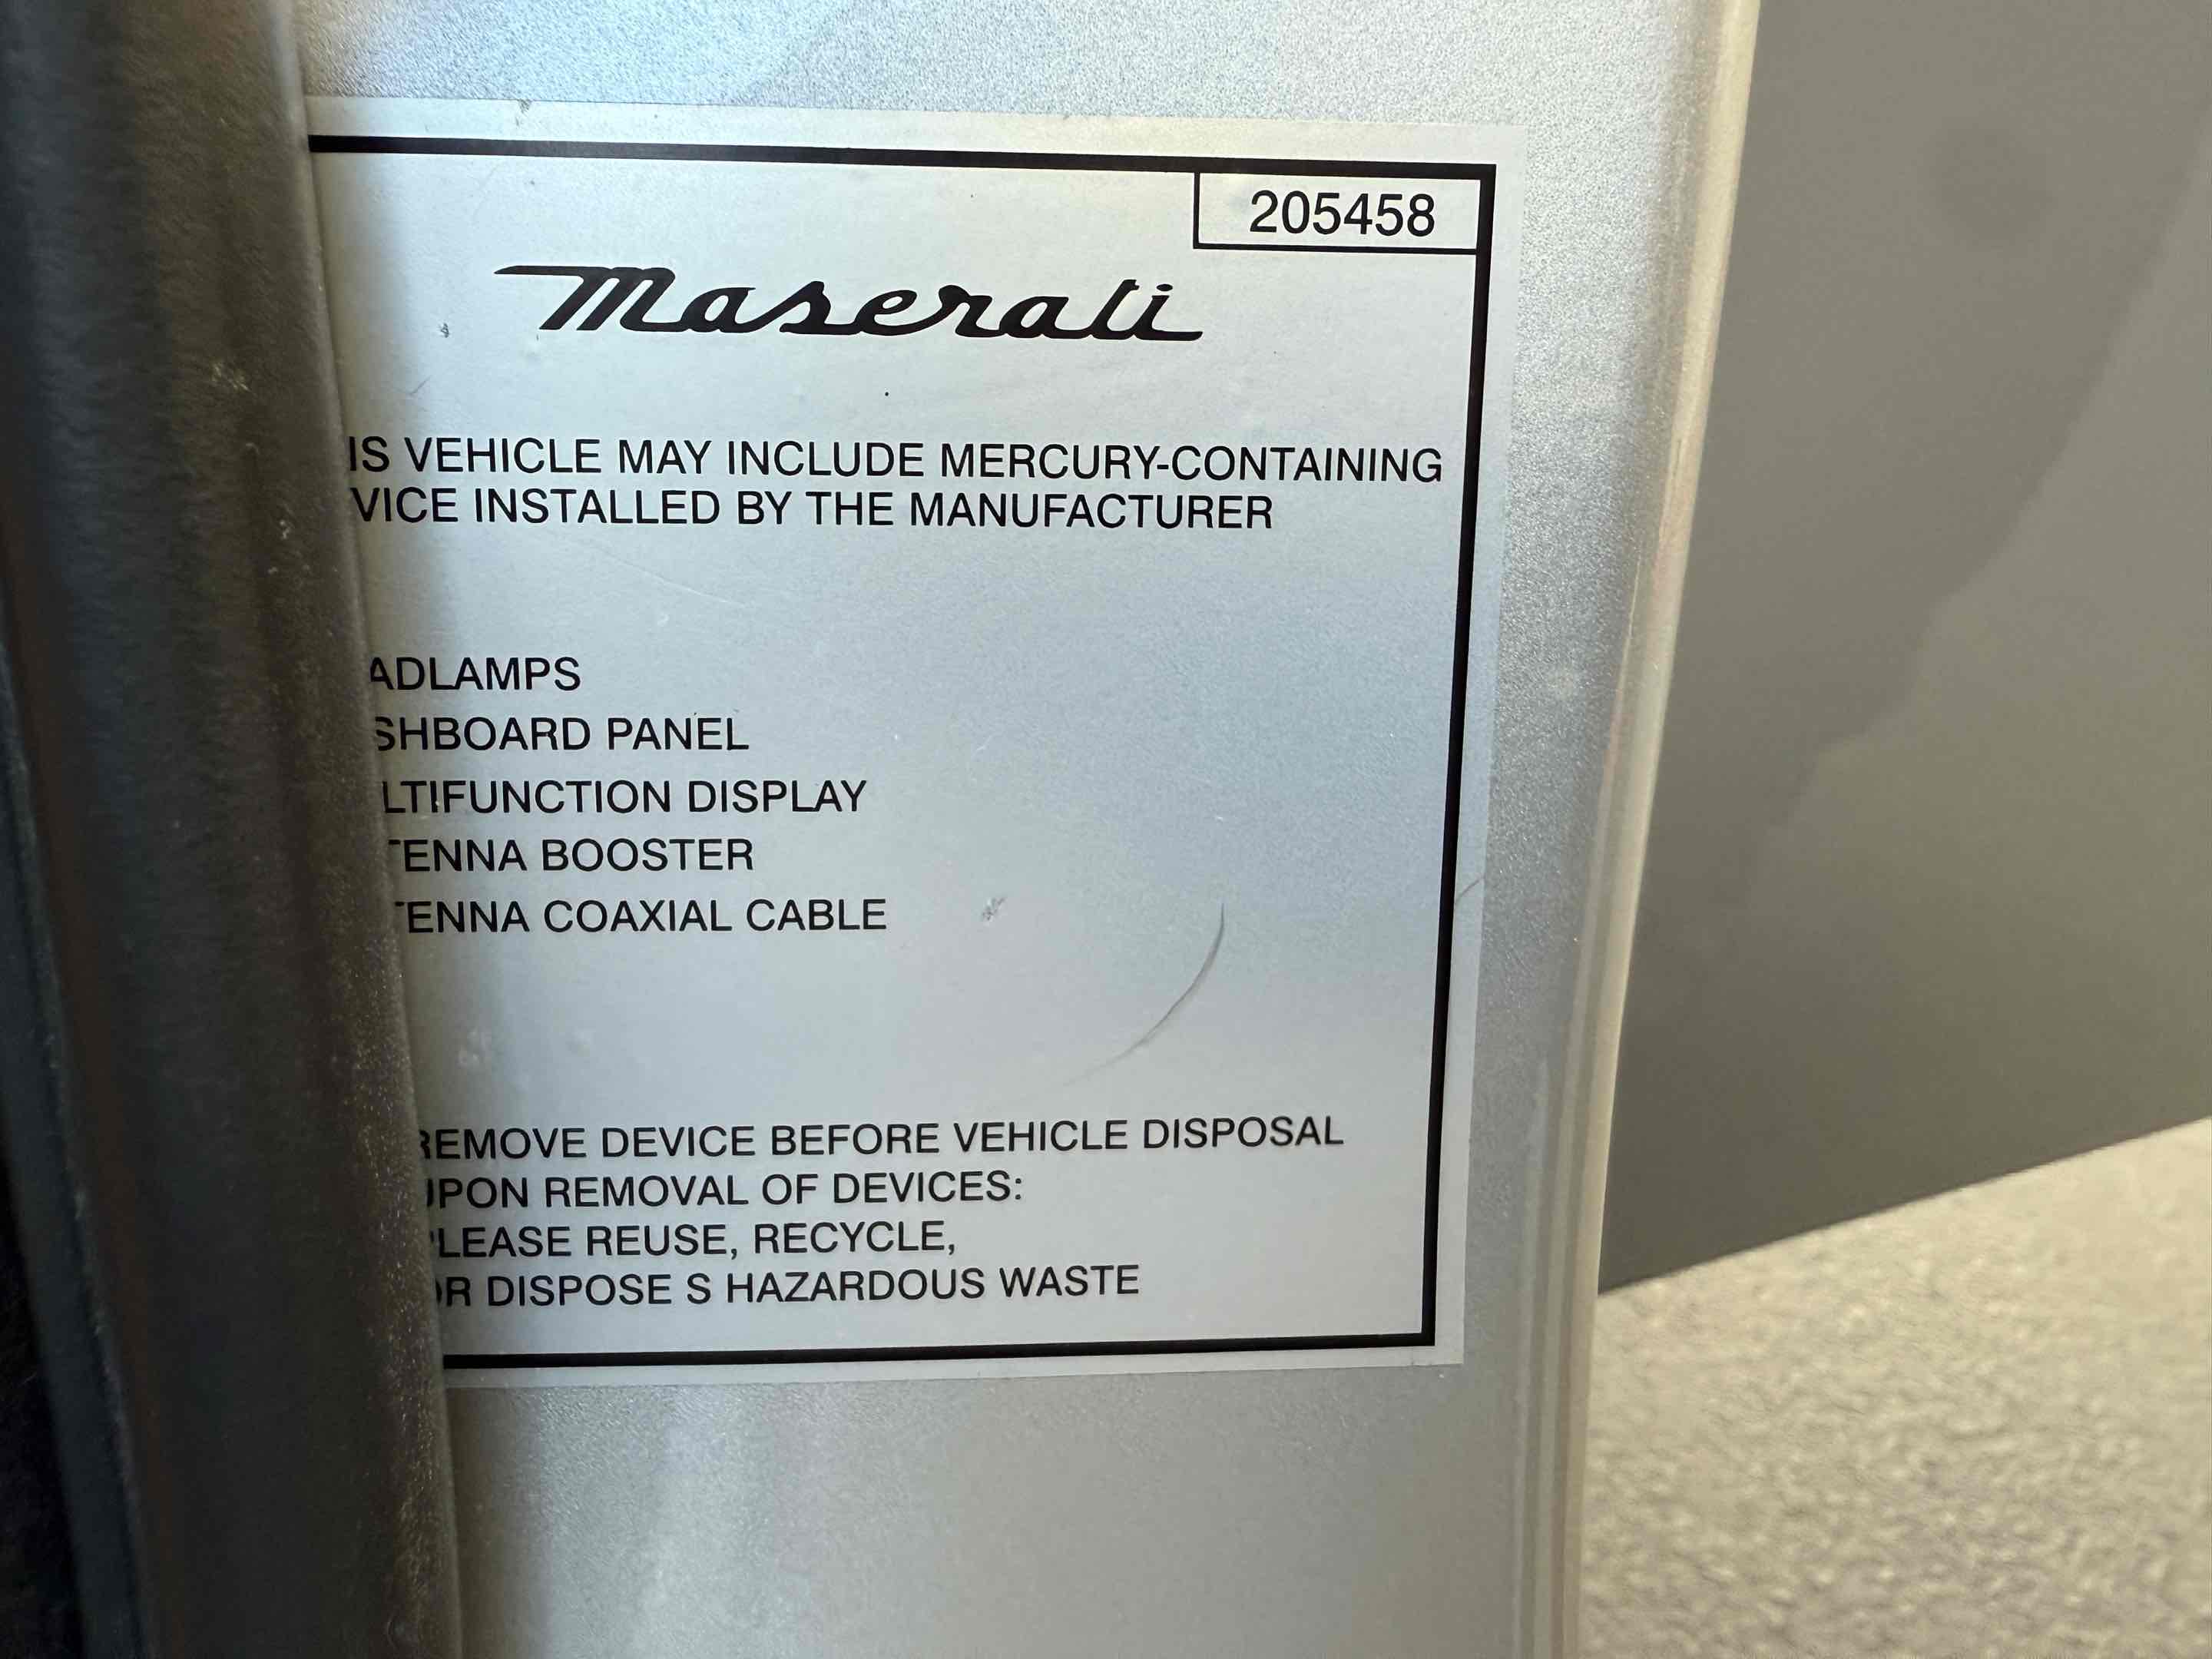 205458
Maserati
IS VEHICLE MAY INCLUDE MERCURY-CONTAINING
VICE INSTALLED BY THE MANUFACTURER
ADLAMPS
SHBOARD PANEL
LTIFUNCTION DISPLAY
TENNA BOOSTER
TENNA COAXIAL CABLE
REMOVE DEVICE BEFORE VEHICLE DISPOSAL
UPON REMOVAL OF DEVICES:
PLEASE REUSE, RECYCLE,
OR DISPOSE S HAZARDOUS WASTE